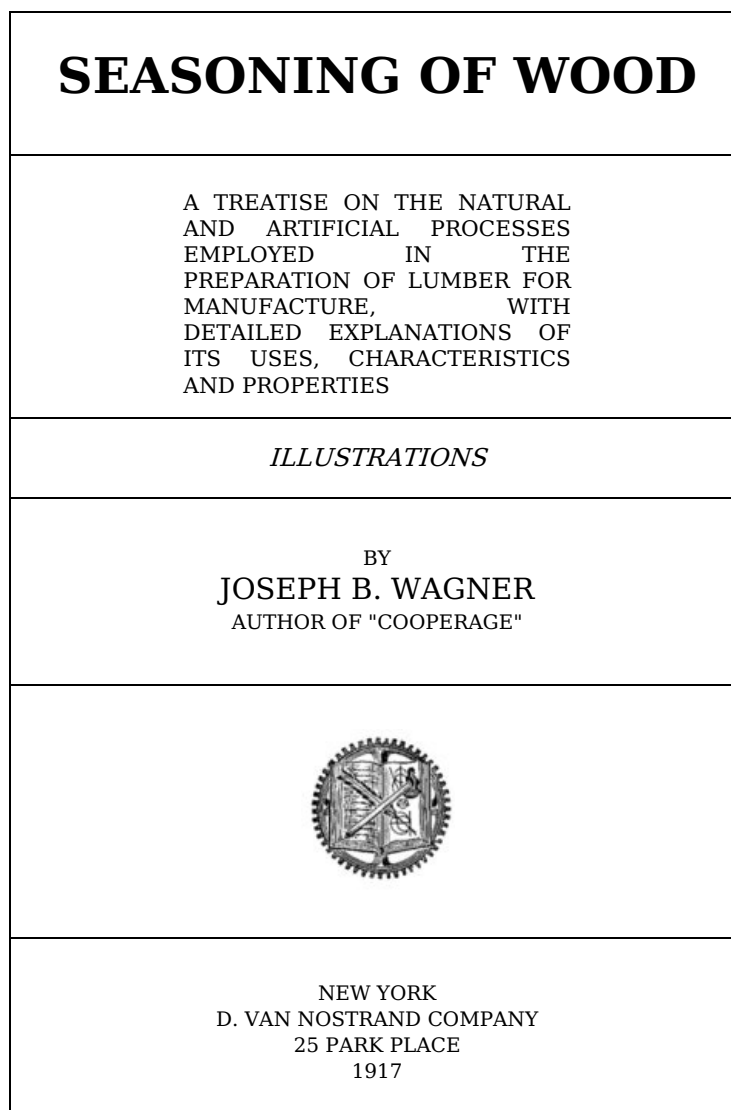 SEASONING OF WOOD
A TREATISE ON THE NATURAL
AND ARTIFICIAL PROCESSES
EMPLOYED IN THE
PREPARATION OF LUMBER FOR
MANUFACTURE, WITH
DETAILED EXPLANATIONS OF
ITS USES, CHARACTERISTICS
AND PROPERTIES
ILLUSTRATIONS
BY
JOSEPH B. WAGNER
AUTHOR OF "COOPERAGE"
NEW YORK
D. VAN NOSTRAND COMPANY
25 PARK PLACE
1917